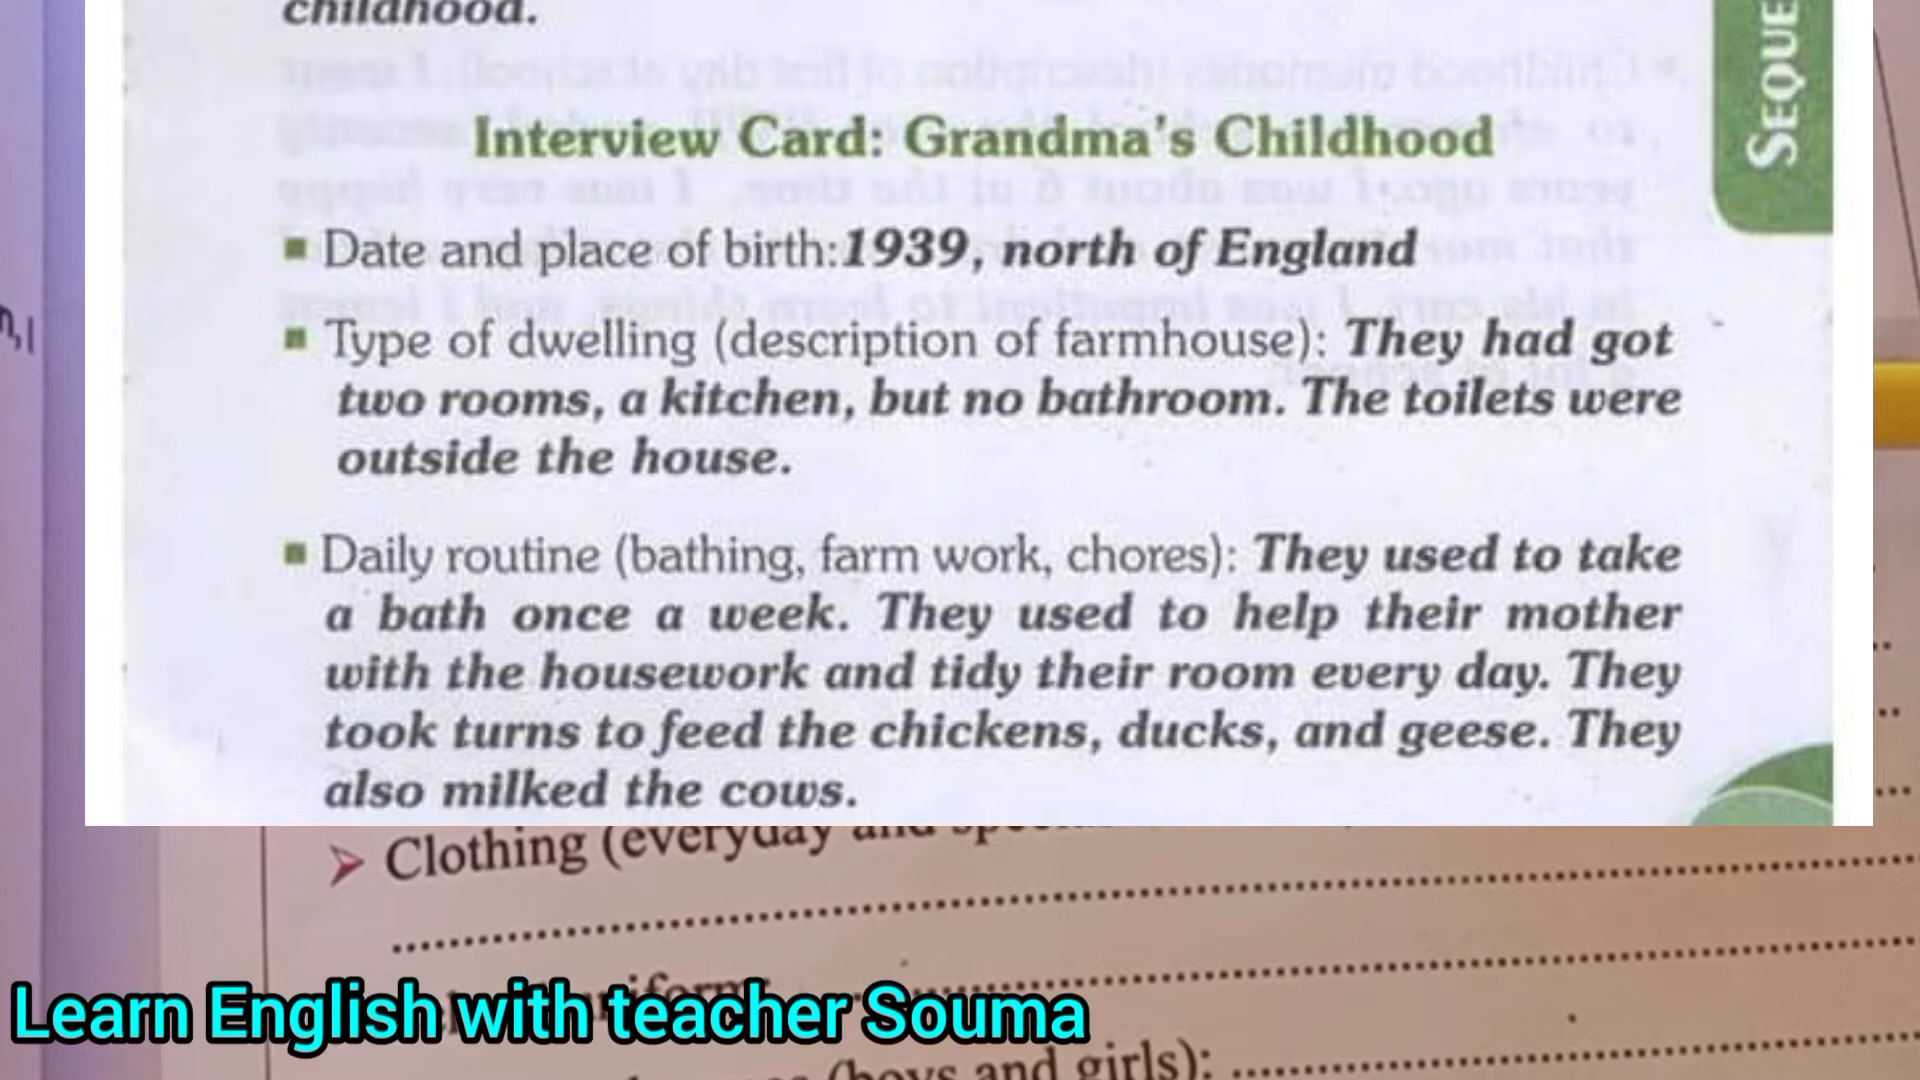 childhood.
SEQUE
Interview Card: Grandma's Childhood
▪ Date and place of birth: 1939, north of England
▪ Type of dwelling (description of farmhouse): They had got
two rooms, a kitchen, but no bathroom. The toilets were
outside the house.
▪ Daily routine (bathing, farm work, chores): They used to take
a bath once a week. They used to help their mother
with the housework and tidy their room every day. They
took turns to feed the chickens, ducks, and geese. They
also milked the cows.
➢ Clothing (everyday and
Learn English with teacher Souma
(boys and girls):